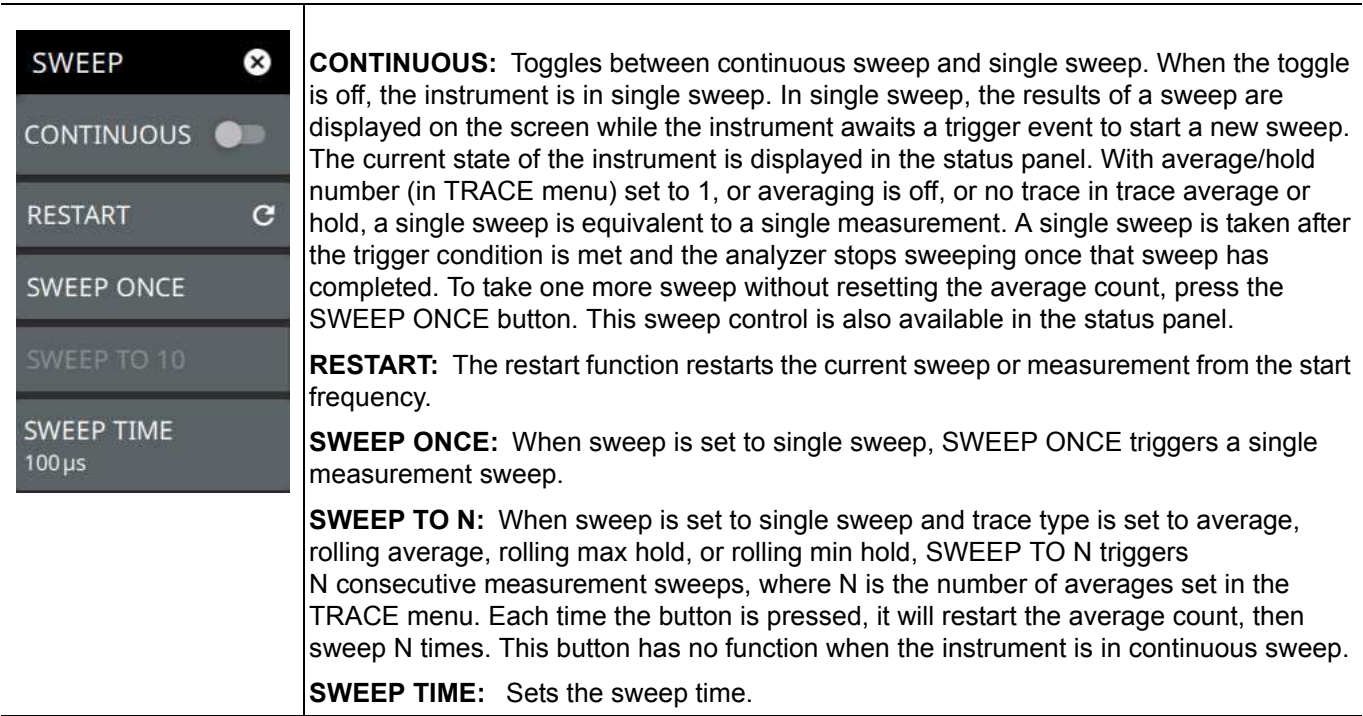 SWEEP
CONTINUOUS
RESTART
SWEEP ONCE
SWEEP TO 10
SWEEP TIME
100 µs
CONTINUOUS: Toggles between continuous sweep and single sweep. When the toggle
is off, the instrument is in single sweep. In single sweep, the results of a sweep are
displayed on the screen while the instrument awaits a trigger event to start a new sweep.
The current state of the instrument is displayed in the status panel. With average/hold
number (in TRACE menu) set to 1, or averaging is off, or no trace in trace average or
hold, a single sweep is equivalent to a single measurement. A single sweep is taken after
the trigger condition is met and the analyzer stops sweeping once that sweep has
completed. To take one more sweep without resetting the average count, press the
SWEEP ONCE button. This sweep control is also available in the status panel.
RESTART: The restart function restarts the current sweep or measurement from the start
frequency.
SWEEP ONCE: When sweep is set to single sweep, SWEEP ONCE triggers a single
measurement sweep.
SWEEP TO N: When sweep is set to single sweep and trace type is set to average,
rolling average, rolling max hold, or rolling min hold, SWEEP TO N triggers
N consecutive measurement sweeps, where N is the number of averages set in the
TRACE menu. Each time the button is pressed, it will restart the average count, then
sweep N times. This button has no function when the instrument is in continuous sweep.
SWEEP TIME: Sets the sweep time.